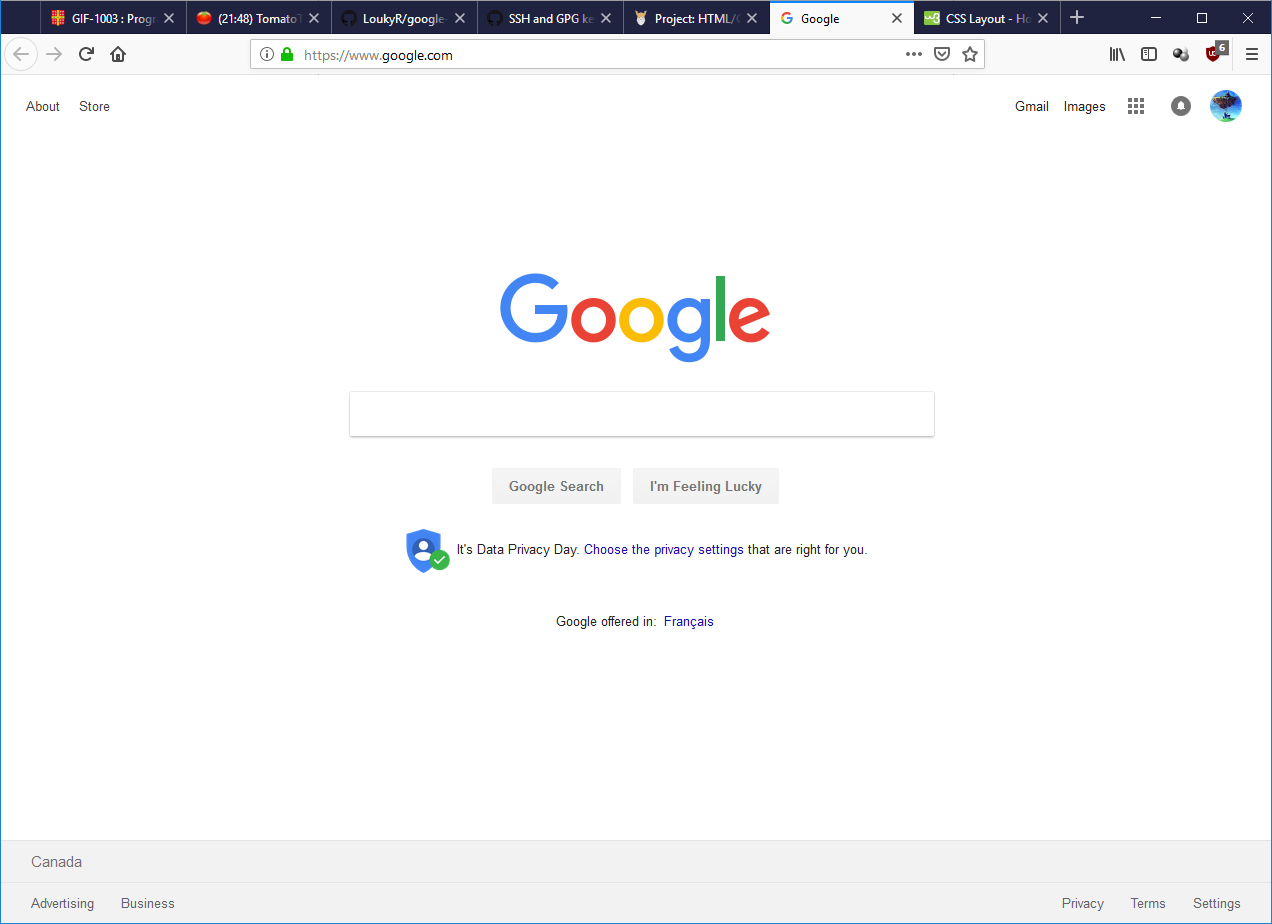 GIF-1003 : Progr
(21:48) TomatoT
LoukyR/google-
SSH and GPG ke
Project: HTML/C
Google
CSS Layout - Ho
https://www.google.com
6
About Store
Gmail Images
Google
Google Search I'm Feeling Lucky
It's Data Privacy Day. Choose the privacy settings that are right for you.
Google offered in: Français
Canada
Advertising Business
Privacy Terms Settings